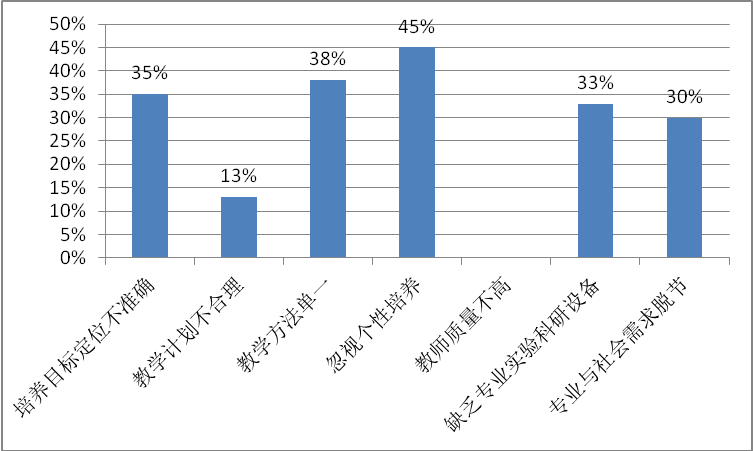 50%
45%
40%
35%
30%
25%
20%
15%
10%
5%
0%
35%
13%
38%
45%
33%
30%
培养目标定位不准确
教学计划不合理
教学方法单一
忽视个性培养
教师质量不高
缺乏专业实验科研设备
专业与社会需求脱节